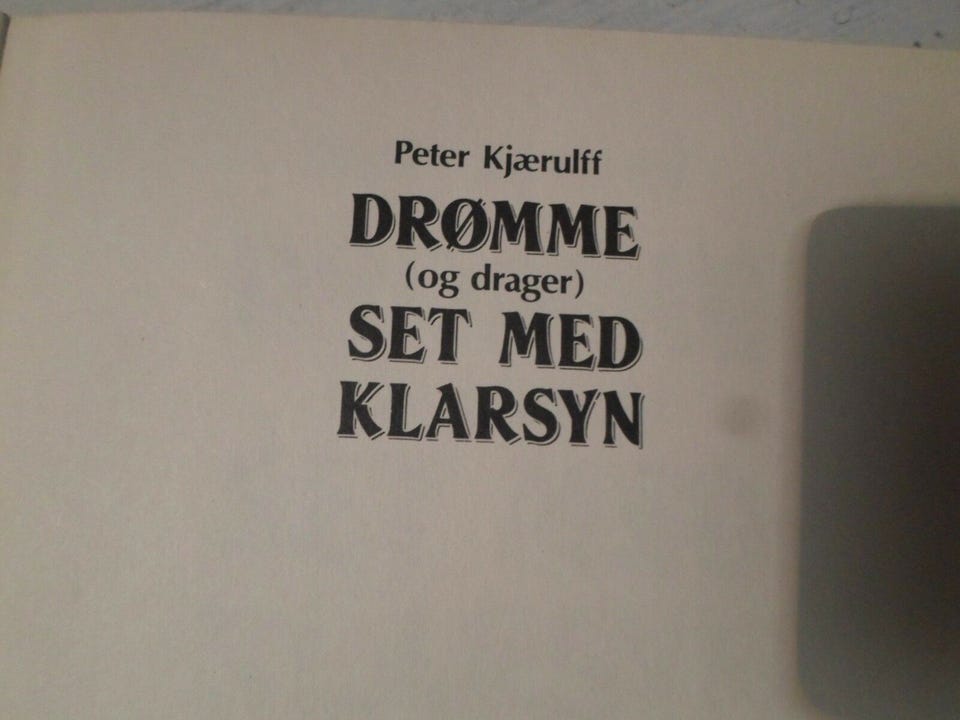 Peter Kjærulff
DRØMME
(og drager)
SET MED
KLARSYN